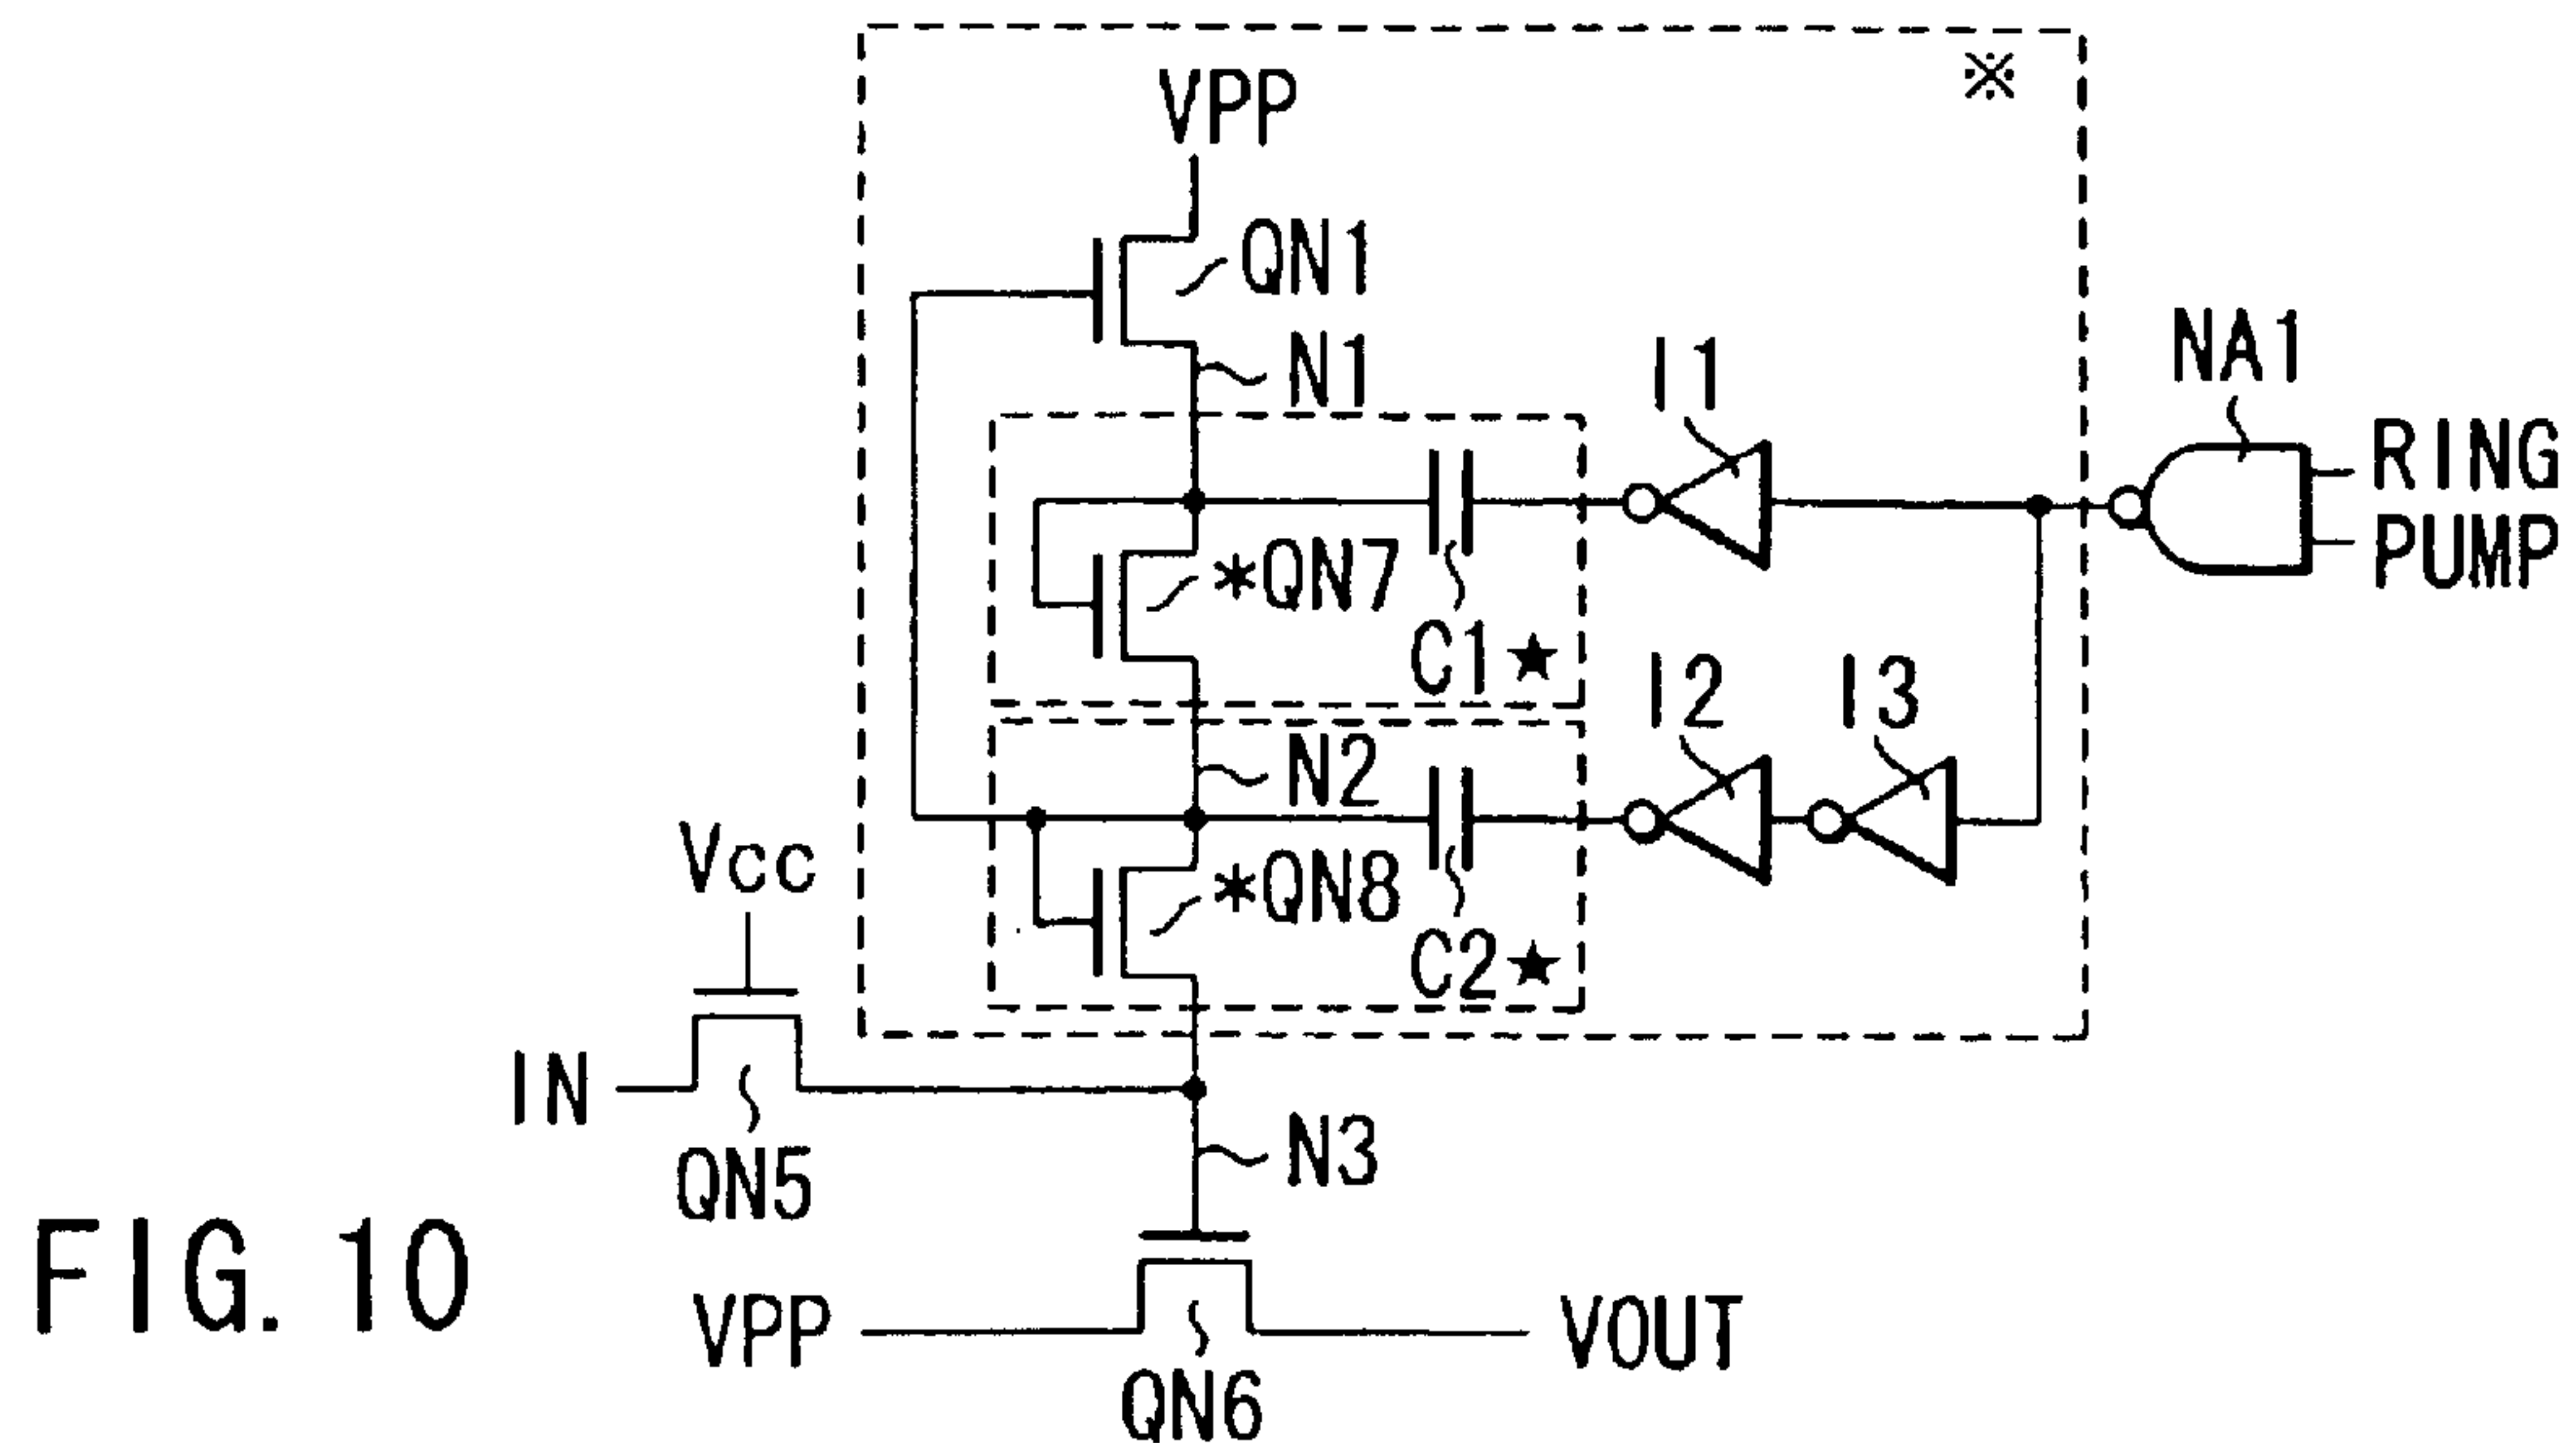 ※
VPP
QN1
N1
I1
NA1
RING
PUMP
*QN7
C1★
I2
I3
N2
Vcc
*QN8
C2★
IN
QN5
N3
FIG. 10
VPP
VOUT
QN6